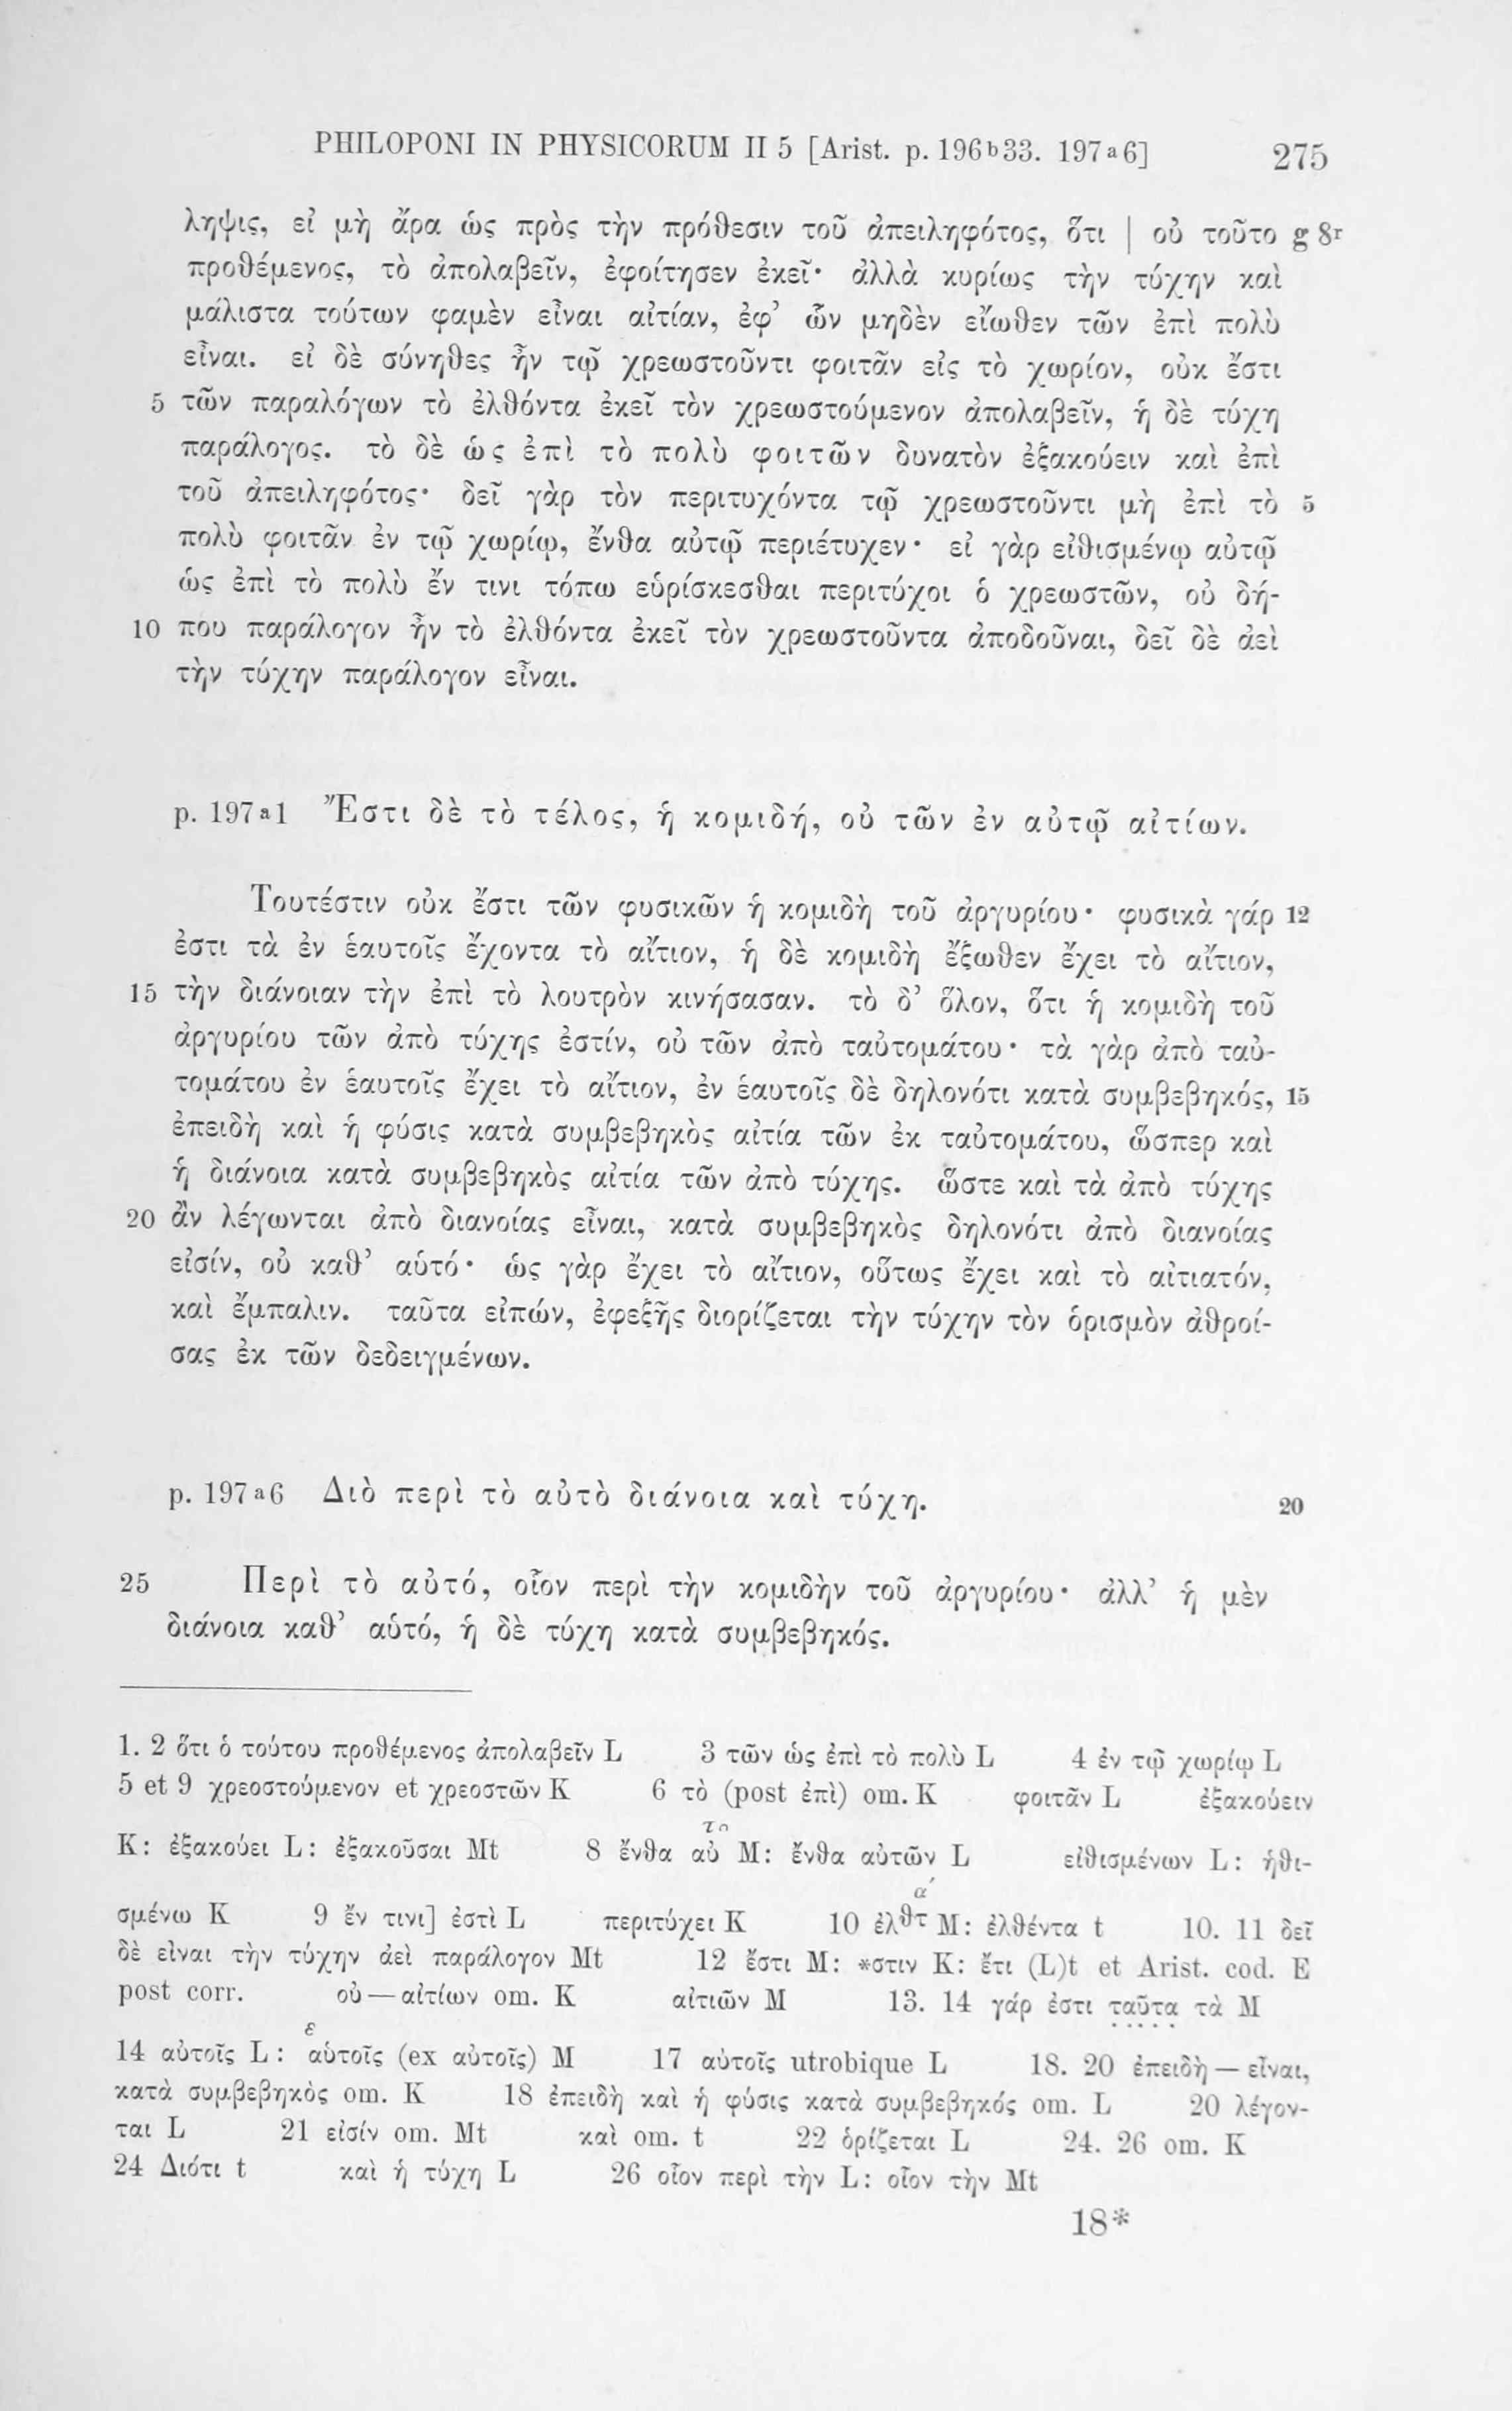 PHILOPONI IN PHYSICORUM II 5 [Arist. p. 196b33. 197a6] 275
ληψις, εἰ μὴ ἄρα ὡς πρὸς τὴν πρόθεσιν τοῦ ἀπειληφότος, ὅτι | οὐ τοῦτο g 8r
προθέμενος, τὸ ἀπολαβεῖν, ἐφοίτησεν ἐκεῖ· ἀλλὰ κυρίως τὴν τύχην καὶ
μάλιστα τούτων φαμὲν εἶναι αἰτίαν, ἐφ’ ὧν μηδὲν εἴωθεν τῶν ἐπὶ πολὺ
εἶναι. εἰ δὲ σύνηθες ἦν τῷ χρεωστοῦντι φοιτᾶν εἰς τὸ χωρίον, οὐκ ἔστι
5 τῶν παραλόγων τὸ ἐλθόντα ἐκεῖ τὸν χρεωστούμενον ἀπολαβεῖν, ἡ δὲ τύχη
παράλογος. τὸ δὲ ὡς ἐπὶ τὸ πολὺ φοιτῶν δυνατὸν ἐξακούειν καὶ ἐπὶ
τοῦ ἀπειληφότος· δεῖ γὰρ τὸν περιτυχόντα τῷ χρεωστοῦντι μὴ ἐπὶ τὸ 5
πολὺ φοιτᾶν ἐν τῷ χωρίῳ, ἔνθα αὐτῷ περιέτυχεν· εἰ γὰρ εἰθισμένῳ αὐτῷ
ὡς ἐπὶ τὸ πολὺ ἔν τινι τόπω εὑρίσκεσθαι περιτύχοι ὁ χρεωστῶν, οὐ δή-
10 που παράλογον ἦν τὸ ἐλθόντα ἐκεῖ τὸν χρεωστοῦντα ἀποδοῦναι, δεῖ δὲ ἀεὶ
τὴν τύχην παράλογον εἶναι.
p. 197a1 Ἔστι δὲ τὸ τέλος, ἡ κομιδή, οὐ τῶν ἐν αὐτῷ αἰτίων.
Τουτέστιν οὐκ ἔστι τῶν φυσικῶν ἡ κομιδὴ τοῦ ἀργυρίου· φυσικὰ γάρ 12
ἐστι τὰ ἐν ἑαυτοῖς ἔχοντα τὸ αἴτιον, ἡ δὲ κομιδὴ ἔξωθεν ἔχει τὸ αἴτιον,
15 τὴν διάνοιαν τὴν ἐπὶ τὸ λουτρὸν κινήσασαν. τὸ δ’ ὅλον, ὅτι ἡ κομιδὴ τοῦ
ἀργυρίου τῶν ἀπὸ τύχης ἐστίν, οὐ τῶν ἀπὸ ταὐτομάτου· τὰ γὰρ ἀπὸ ταὐ-
τομάτου ἐν ἑαυτοῖς ἔχει τὸ αἴτιον, ἐν ἑαυτοῖς δὲ δηλονότι κατὰ συμβεβηκός, 15
ἐπειδὴ καὶ ἡ φύσις κατὰ συμβεβηκὸς αἰτία τῶν ἐκ ταὐτομάτου, ὥσπερ καὶ
ἡ διάνοια κατὰ συμβεβηκὸς αἰτία τῶν ἀπὸ τύχης. ὥστε καὶ τὰ ἀπὸ τύχης
20 ἂν λέγωνται ἀπὸ διανοίας εἶναι, κατὰ συμβεβηκὸς δηλονότι ἀπὸ διανοίας
εἰσίν, οὐ καθ’ αὑτό· ὡς γὰρ ἔχει τὸ αἴτιον, οὕτως ἔχει καὶ τὸ αἰτιατόν,
καὶ ἔμπαλιν. ταῦτα εἰπών, ἐφεξῆς διορίζεται τὴν τύχην τὸν ὁρισμὸν ἀθροί-
σας ἐκ τῶν δεδειγμένων.
p. 197a6 Διὸ περὶ τὸ αὐτὸ διάνοια καὶ τύχη. 20
25 Περὶ τὸ αὐτό, οἷον περὶ τὴν κομιδὴν τοῦ ἀργυρίου· ἀλλ’ ἡ μὲν
διάνοια καθ’ αὑτό, ἡ δὲ τύχη κατὰ συμβεβηκός.
1. 2 ὅτι ὁ τούτου προθέμενος ἀπολαβεῖν L 3 τῶν ὡς ἐπὶ τὸ πολὺ L 4 ἐν τῷ χωρίῳ L
5 et 9 χρεοστούμενον et χρεοστῶν K 6 τὸ (post ἐπὶ) om. K φοιτᾶν L ἐξακούειν
K: ἐξακούει L: ἐξακοῦσαι Mt 8 ἔνθα αὐ τῶ M: ἔνθα αὐτῶν L εἰθισμένων L: ἠθι-
σμένω K 9 ἔν τινι] ἐστὶ L περιτύχει K 10 ἐλθτά M: ἐλθέντα t 10. 11 δεῖ
δὲ εἶναι τὴν τύχην ἀεὶ παράλογον Mt 12 ἔστι M: *στιν K: ἔτι (L)t et Arist. cod. E
post corr. οὐ — αἰτίων om. K αἰτιῶν M 13. 14 γάρ ἐστι ταῦτα τὰ M
14 αὐτοῖς L: ἑαὑτοῖς (ex αὐτοῖς) M 17 αὐτοῖς utrobique L 18. 20 ἐπειδὴ — εἶναι,
κατὰ συμβεβηκὸς om. K 18 ἐπειδὴ καὶ ἡ φύσις κατὰ συμβεβηκός om. L 20 λέγον-
ται L 21 εἰσίν om. Mt καὶ om. t 22 ὁρίζεται L 24. 26 om. K
24 Διότι t καὶ ἡ τύχη L 26 οἷον περὶ τὴν L: οἷον τὴν Mt
18*